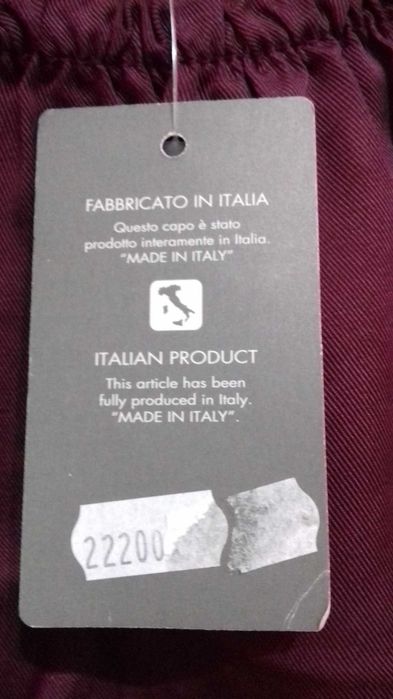 FABBRICATO IN ITALIA
Questo capo è stato
prodotto interamente in Italia.
"MADE IN ITALY"
ITALIAN PRODUCT
This article has been
fully produced in Italy.
"MADE IN ITALY".
22200